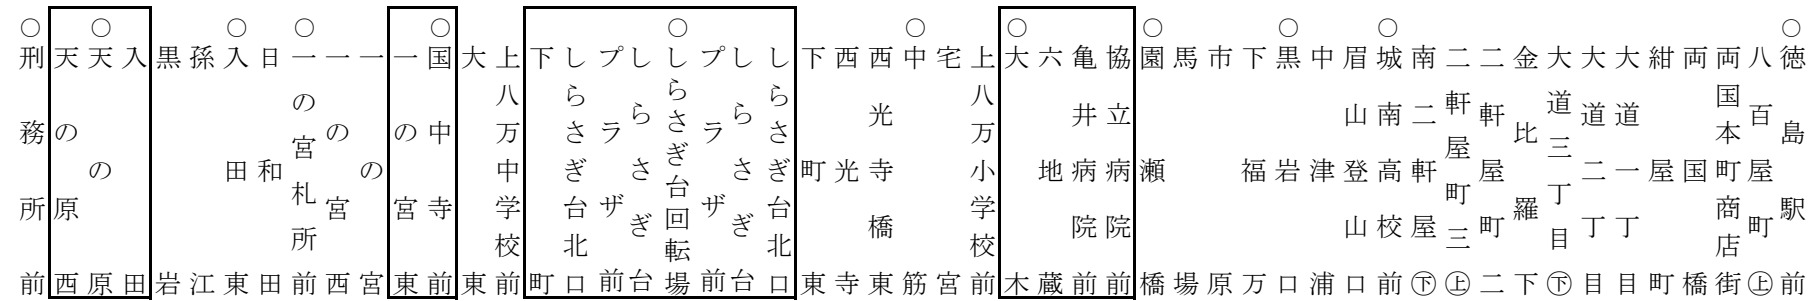 ○徳島駅前
八百屋町㊤
両国本町商店街
両国橋
紺屋町
大道一丁目
大道二丁目
大道三丁目㊦
金比羅下
二軒屋町二
二軒屋町三㊤
南二軒屋㊦
○城南高校前
眉山登山口
中津浦
○黒岩口
下福万
市原
馬場
○園瀬橋
協立病院前
亀井病院前
六地蔵
○大木
上八万小学校前
宅宮
○中筋
西光寺橋東
西光寺
下町東
しらさぎ台北口
しらさぎ台
プラザ前
○しらさぎ台回転場
しらさぎ台
プラザ前
しらさぎ台北口
下町
上八万中学校前
大東
○国中寺前
一の宮東
一の宮
一の宮西
○一の宮札所前
日和田
○入田東
孫江
黒岩
入田
○天の原
天の原西
○刑務所前